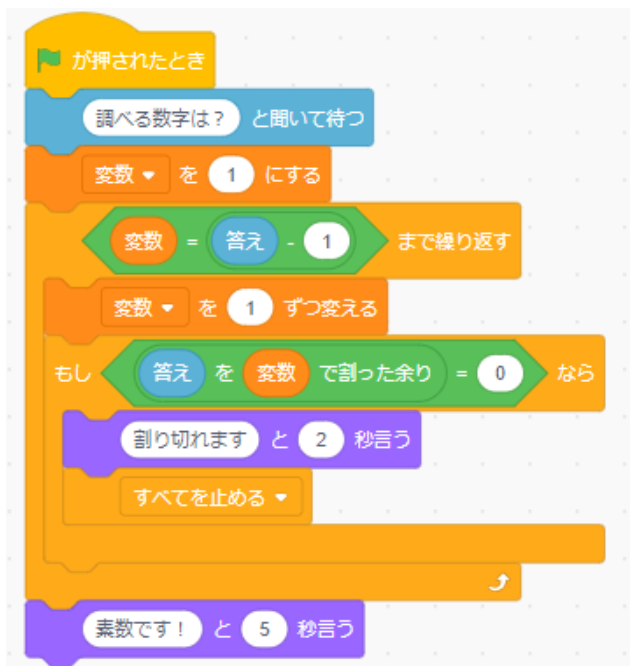 が押されたとき
調べる数字は? と聞いて待つ
変数 を 1 にする
変数 = 答え - 1 まで繰り返す
変数 を 1 ずつ変える
もし 答え を 変数 で割った余り = 0 なら
割り切れます と 2 秒言う
すべてを止める
素数です! と 5 秒言う